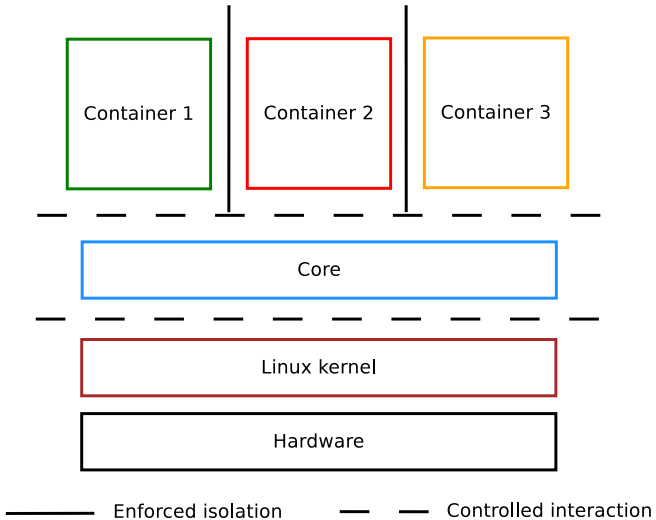 Container 1
Container 2
Container 3
Core
Linux kernel
Hardware
Enforced isolation
Controlled interaction